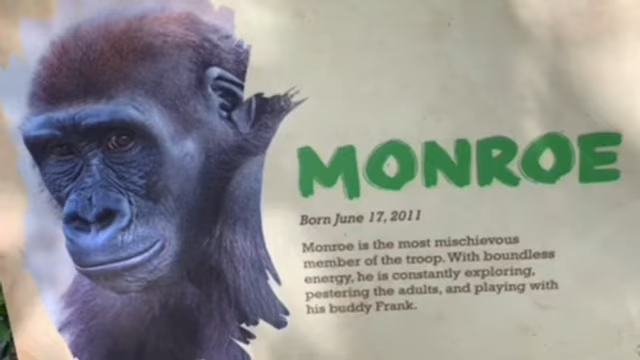 MONROE
Born June 17, 2011
Monroe is the most mischievous
member of the troop. With boundless
energy, he is constantly exploring,
pestering the adults, and playing with
his buddy Frank.